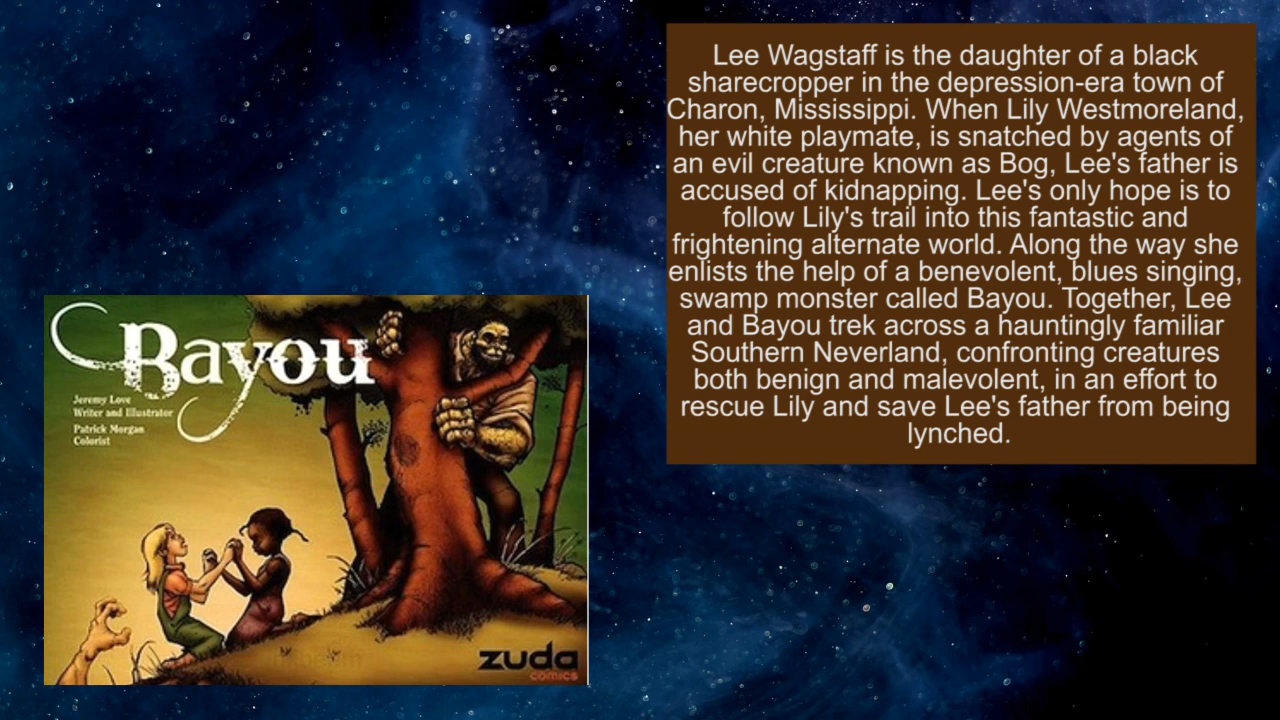 Lee Wagstaff is the daughter of a black
sharecropper in the depression-era town of
Charon, Mississippi. When Lily Westmoreland,
her white playmate, is snatched by agents of
an evil creature known as Bog, Lee's father is
accused of kidnapping. Lee's only hope is to
follow Lily's trail into this fantastic and
frightening alternate world. Along the way she
enlists the help of a benevolent, blues singing,
swamp monster called Bayou. Together, Lee
and Bayou trek across a hauntingly familiar
Southern Neverland, confronting creatures
both benign and malevolent, in an effort to
rescue Lily and save Lee's father from being
lynched.
Bayou
Jeremy Love
Writer and Illustrator
Patrick Morgan
Colorist
zuda
comics